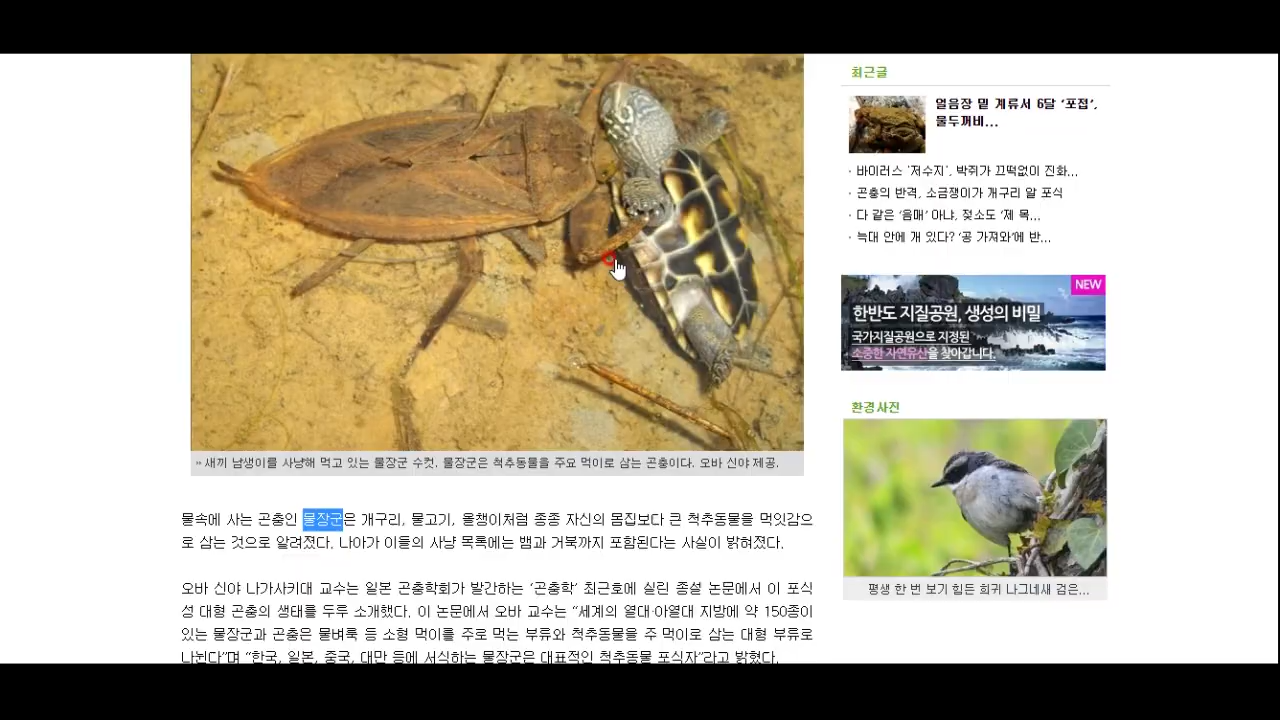 ›› 새끼 남생이를 사냥해 먹고 있는 물장군 수컷. 물장군은 척추동물을 주요 먹이로 삼는 곤충이다. 오바 신야 제공.
물속에 사는 곤충인 물장군은 개구리, 물고기, 올챙이처럼 종종 자신의 몸집보다 큰 척추동물을 먹잇감으
로 삼는 것으로 알려졌다. 나아가 이들의 사냥 목록에는 뱀과 거북까지 포함된다는 사실이 밝혀졌다.
오바 신야 나가사키대 교수는 일본 곤충학회가 발간하는 ‘곤충학’ 최근호에 실린 종설 논문에서 이 포식
성 대형 곤충의 생태를 두루 소개했다. 이 논문에서 오바 교수는 “세계의 열대·아열대 지방에 약 150종이
있는 물장군과 곤충은 물벼룩 등 소형 먹이를 주로 먹는 부류와 척추동물을 주 먹이로 삼는 대형 부류로
나뉜다”며 “한국, 일본, 중국, 대만 등에 서식하는 물장군은 대표적인 척추동물 포식자”라고 밝혔다.
최근글
얼음장 밑 계류서 6달 ‘포접’,
물두꺼비...
· 바이러스 '저수지', 박쥐가 끄떡없이 진화...
· 곤충의 반격, 소금쟁이가 개구리 알 포식
· 다 같은 ‘음매’ 아냐, 젖소도 ‘제 목...
· 늑대 안에 개 있다? ‘공 가져와’에 반...
NEW
한반도 지질공원, 생성의 비밀
국가지질공원으로 지정된
소중한 자연유산을 찾아갑니다.
환경사진
평생 한 번 보기 힘든 희귀 나그네새 검은...